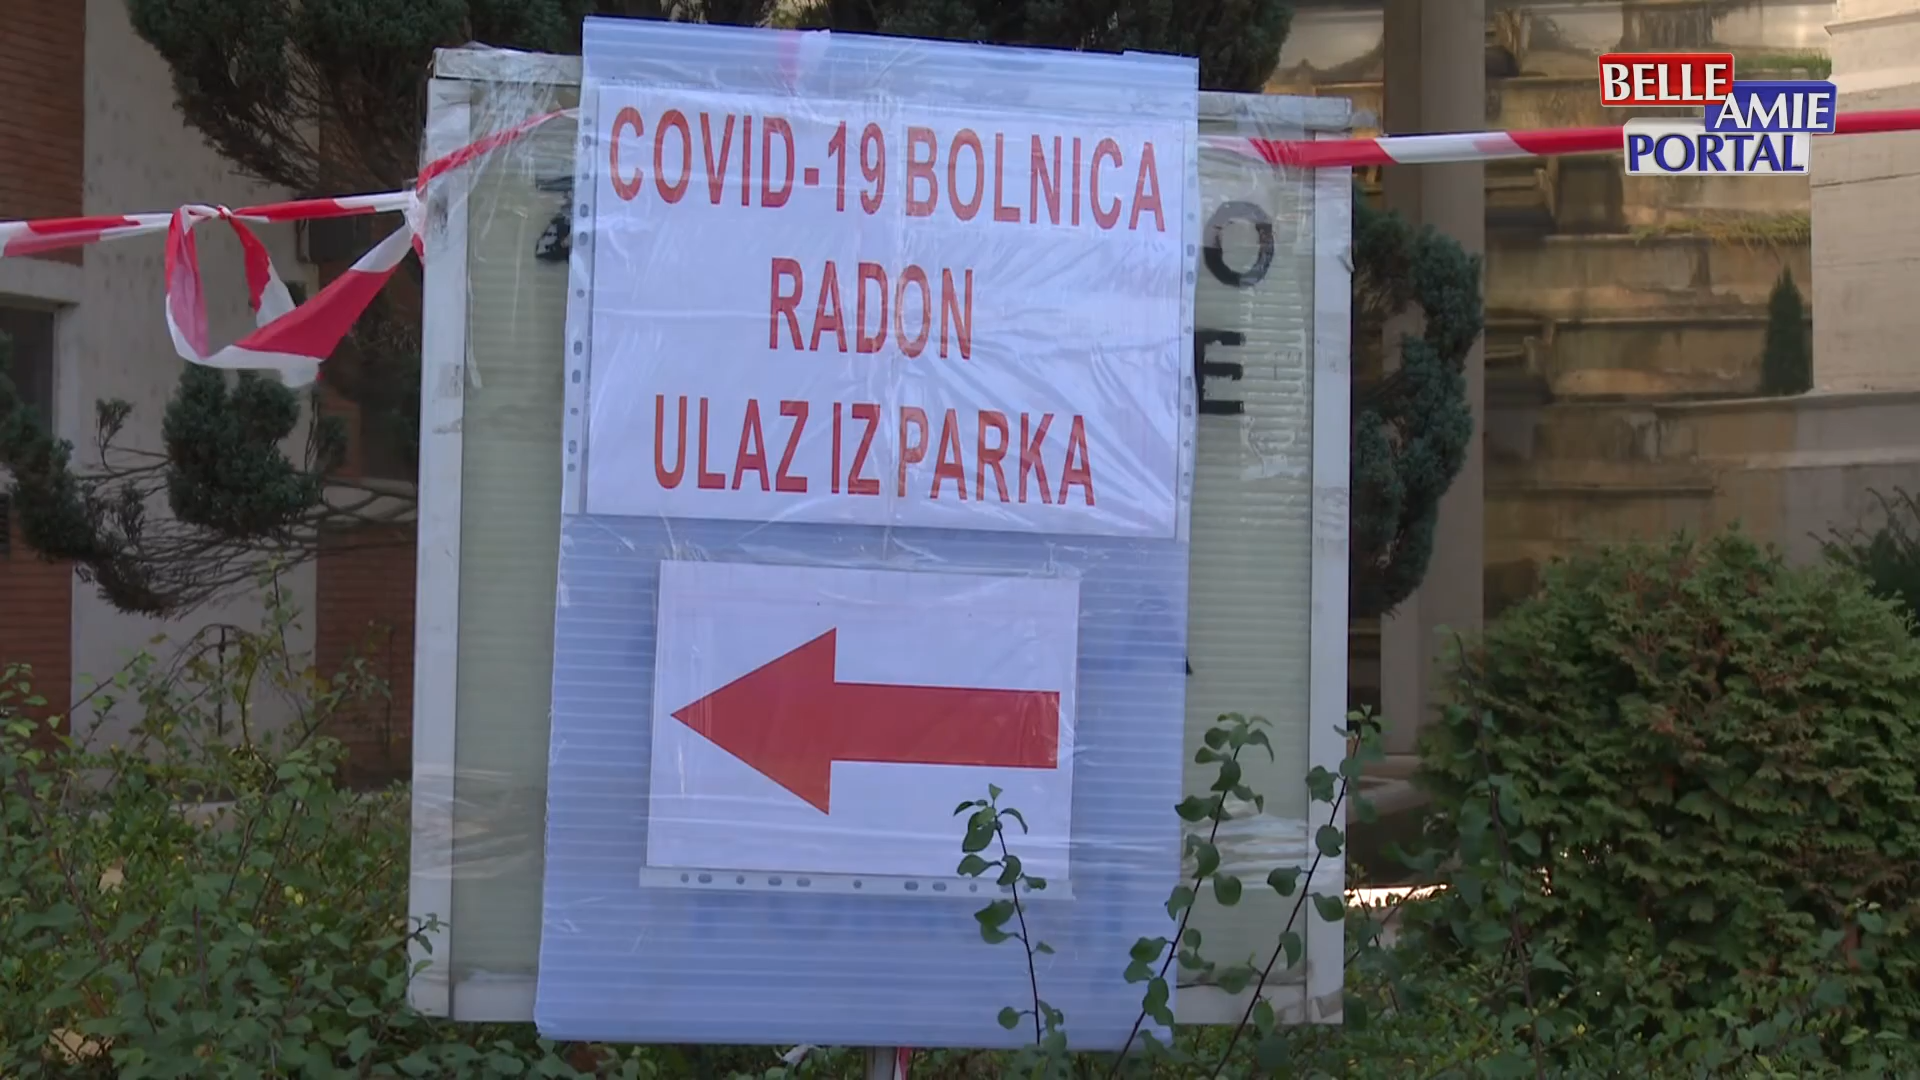 COVID-19 BOLNICA
RADON
ULAZ IZ PARKA
BELLE
AMIE
PORTAL
O
E